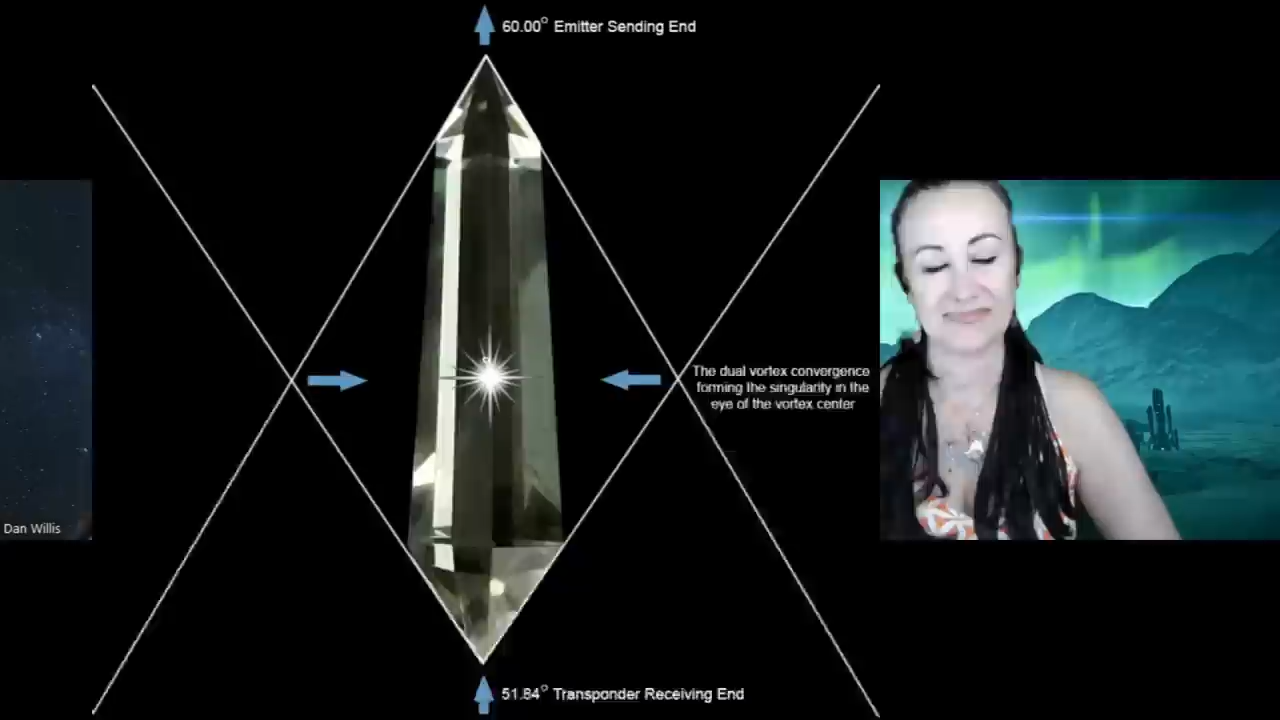 60.00° Emitter Sending End
The dual vortex convergence
forming the singularity in the
eye of the vortex center
Dan Willis
51.84° Transponder Receiving End